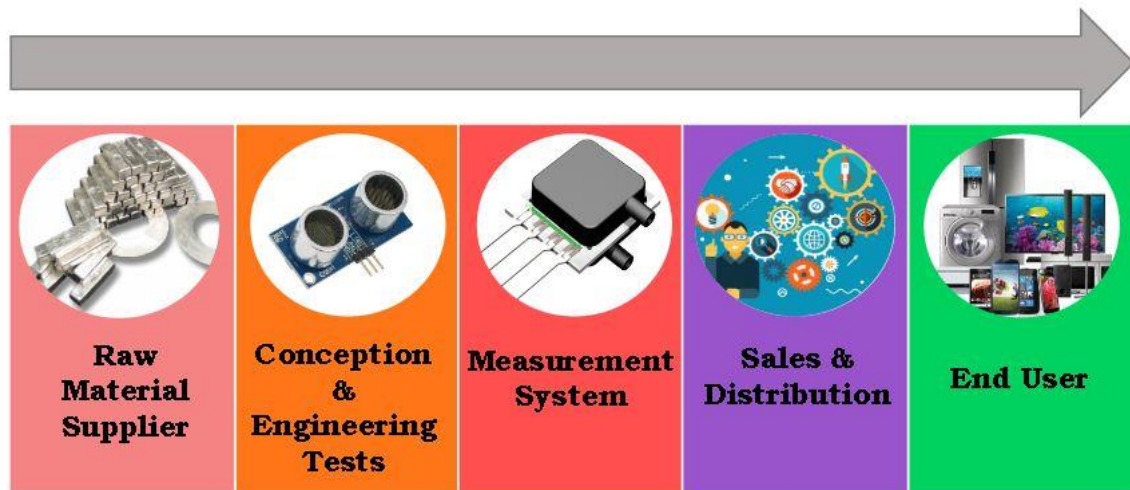 Raw
Material
Supplier
Conception
&
Engineering
Tests
Measurement
System
Sales &
Distribution
End User